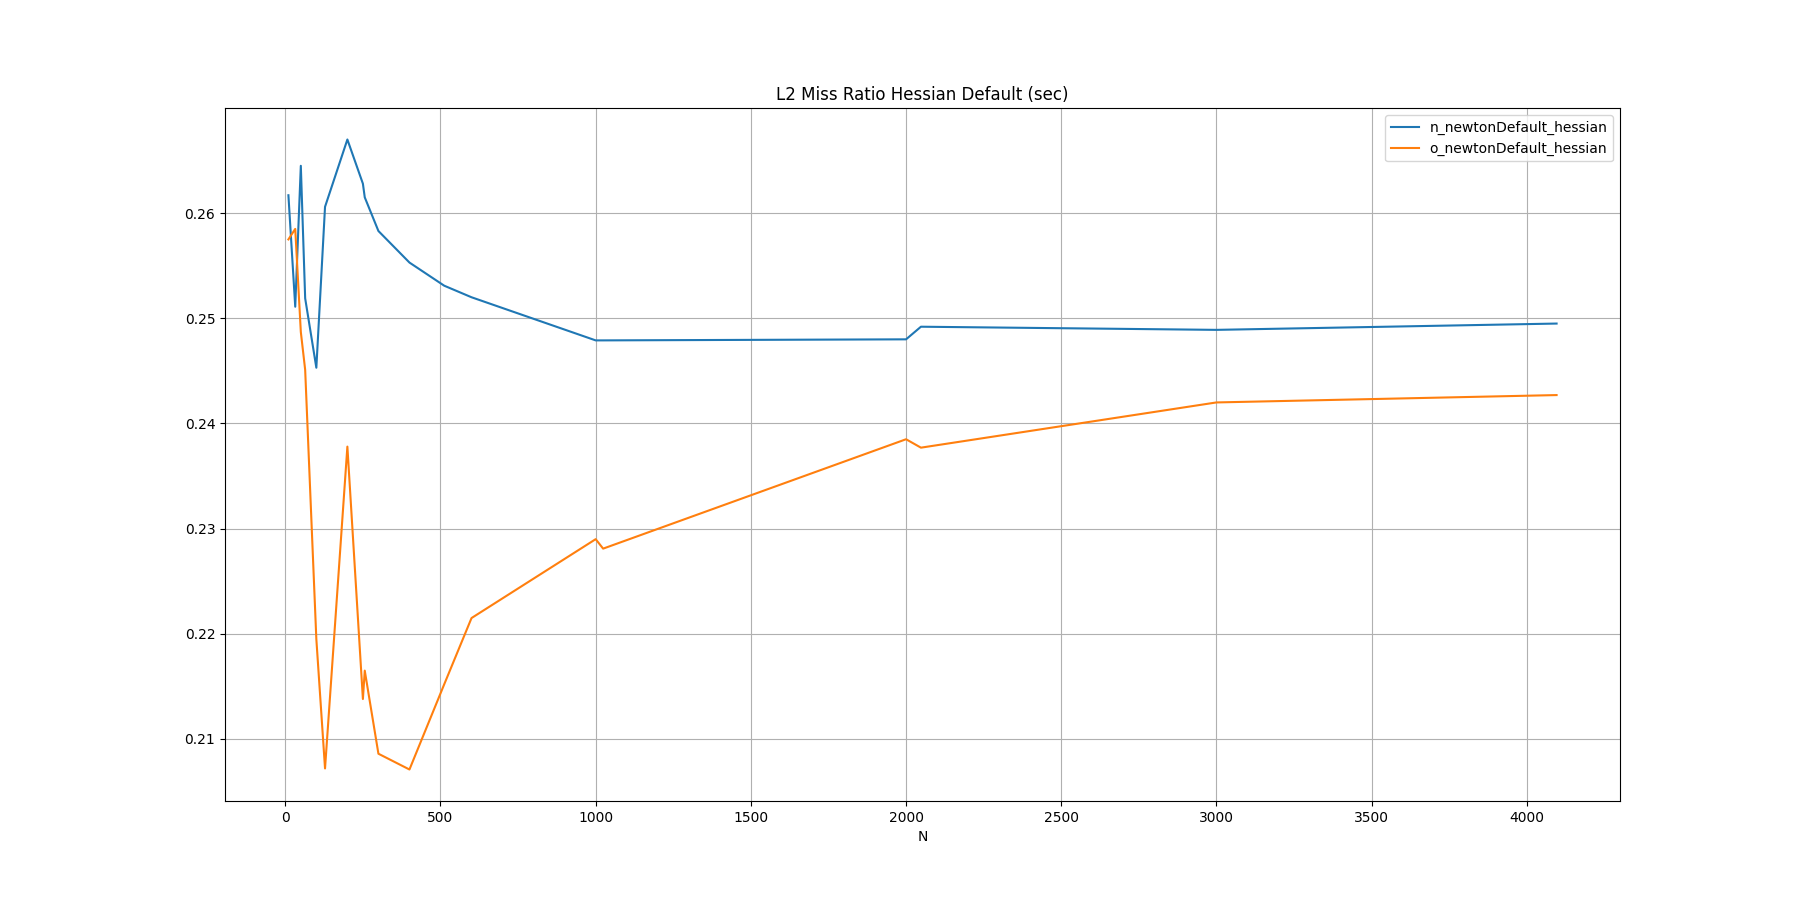 L2 Miss Ratio Hessian Default (sec)
n_newtonDefault_hessian
o_newtonDefault_hessian
0.26
0.25
0.24
0.23
0.22
0.21
0 500 1000 1500 2000 2500 3000 3500 4000
N